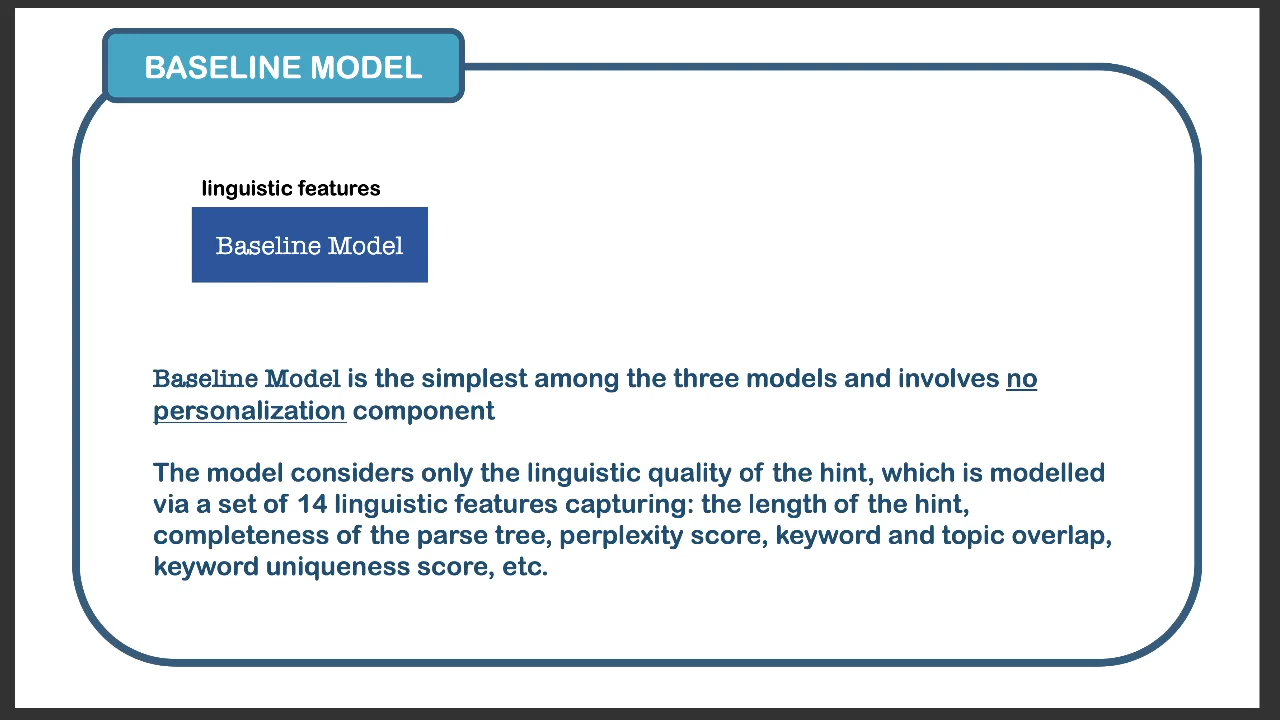 BASELINE MODEL
linguistic features
Baseline Model
Baseline Model is the simplest among the three models and involves no
personalization component
The model considers only the linguistic quality of the hint, which is modelled
via a set of 14 linguistic features capturing: the length of the hint,
completeness of the parse tree, perplexity score, keyword and topic overlap,
keyword uniqueness score, etc.